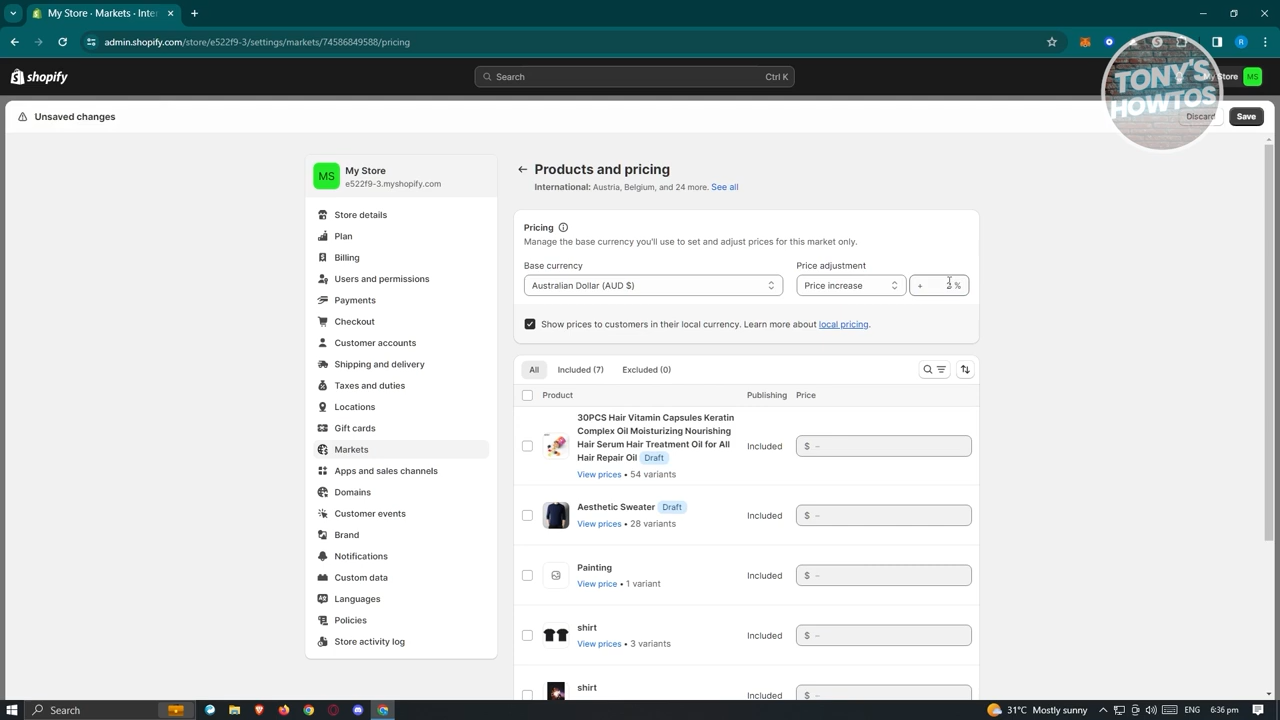 My Store - Markets - Inter
admin.shopify.com/store/e522f9-3/settings/markets/74586849588/pricing
R
shopify
Search
Ctrl K
My Store
MS
TONY'S
HOWTOS
Unsaved changes
Discard
Save
MS
My Store
e522f9-3.myshopify.com
Store details
Plan
Billing
Users and permissions
Payments
Checkout
Customer accounts
Shipping and delivery
Taxes and duties
Locations
Gift cards
Markets
Apps and sales channels
Domains
Customer events
Brand
Notifications
Custom data
Languages
Policies
Store activity log
Products and pricing
International: Austria, Belgium, and 24 more. See all
Pricing
Manage the base currency you'll use to set and adjust prices for this market only.
Base currency
Price adjustment
Australian Dollar (AUD $)
Price increase
+
%
Show prices to customers in their local currency. Learn more about local pricing.
All
Included (7)
Excluded (0)
Product
Publishing
Price
30PCS Hair Vitamin Capsules Keratin
Complex Oil Moisturizing Nourishing
Hair Serum Hair Treatment Oil for All
Hair Repair Oil Draft
View prices • 54 variants
Included
$ –
Aesthetic Sweater Draft
View prices • 28 variants
Included
$ –
Painting
View price • 1 variant
Included
$ –
shirt
View prices • 3 variants
Included
$ –
shirt
Included
$ –
Search
31°C Mostly sunny
ENG
6:36 pm